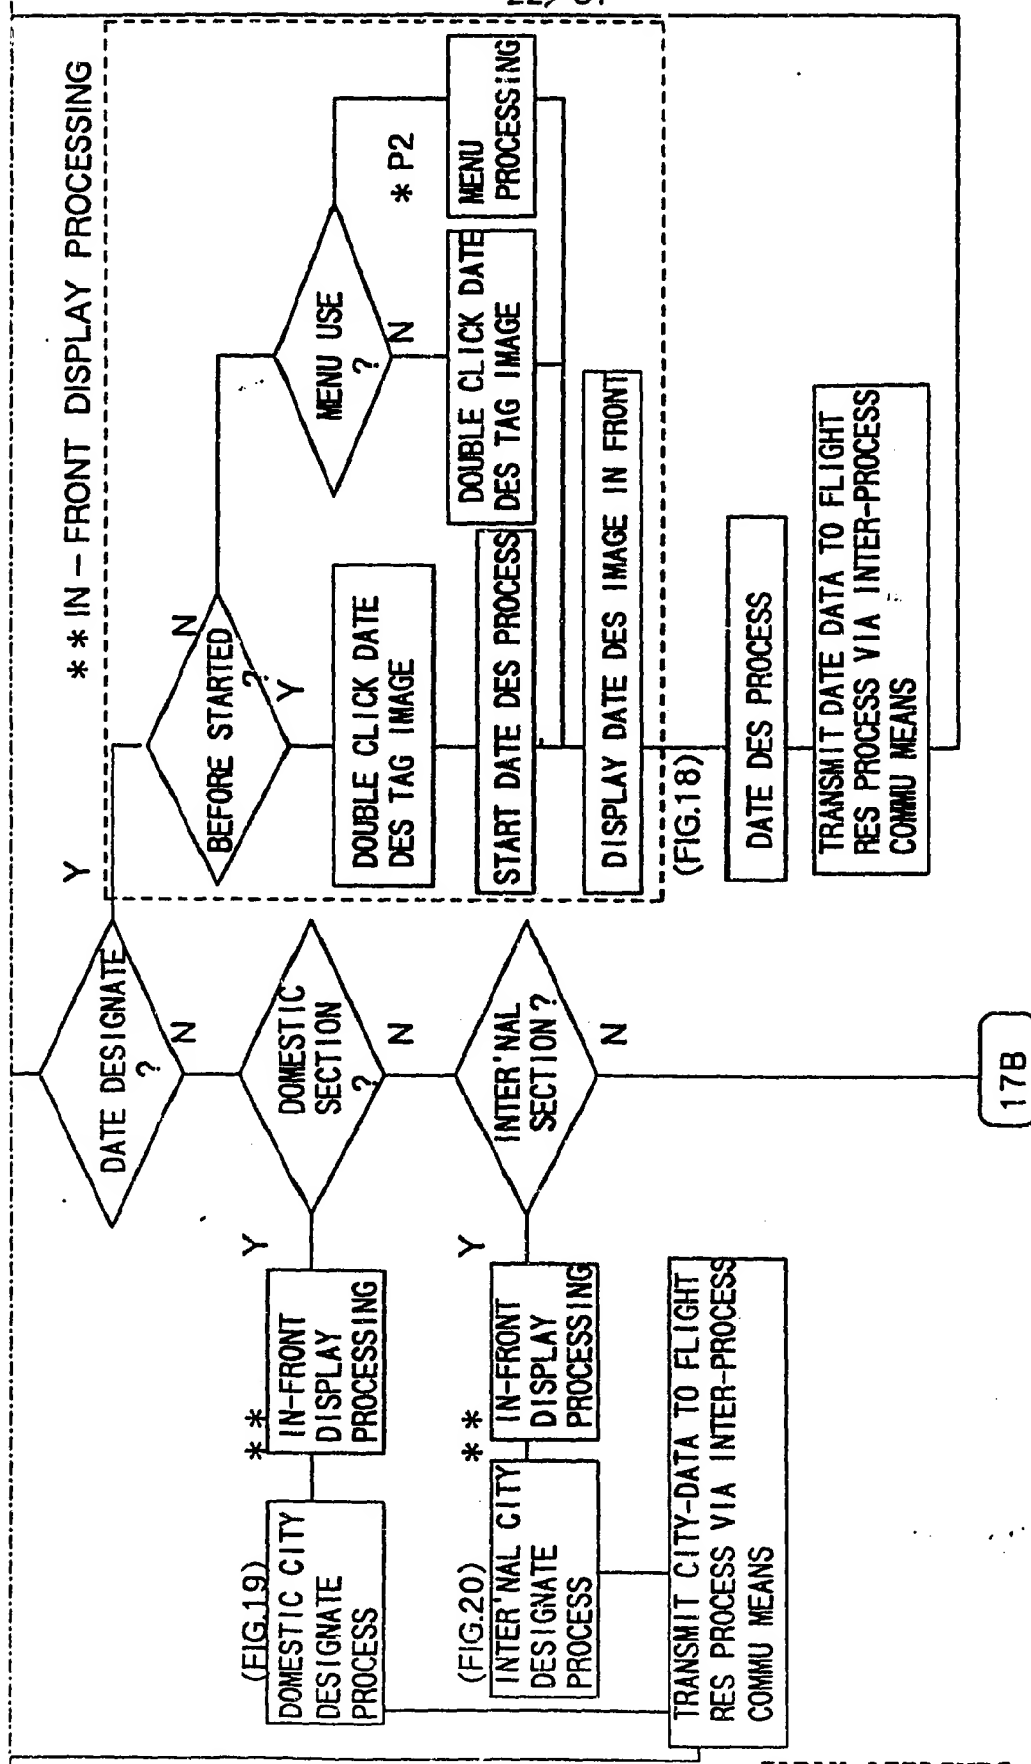 **IN-FRONT DISPLAY PROCESSING
DATE DESIGNATE
?
Y
N
BEFORE STARTED
?
N
Y
MENU USE
?
N
*P2
MENU
PROCESSING
DOUBLE CLICK DATE
DES TAG IMAGE
DOUBLE CLICK DATE
DES TAG IMAGE
START DATE DES PROCESS
DISPLAY DATE DES IMAGE IN FRONT
(FIG.18)
DATE DES PROCESS
TRANSMIT DATE DATA TO FLIGHT
RES PROCESS VIA INTER-PROCESS
COMMU MEANS
DOMESTIC
SECTION
?
Y
N
**
IN-FRONT
DISPLAY
PROCESSING
(FIG.19)
DOMESTIC CITY
DESIGNATE
PROCESS
INTER'NAL
SECTION?
Y
N
**
IN-FRONT
DISPLAY
PROCESSING
(FIG.20)
INTER'NAL CITY
DESIGNATE
PROCESS
TRANSMIT CITY-DATA TO FLIGHT
RES PROCESS VIA INTER-PROCESS
COMMU MEANS
17B